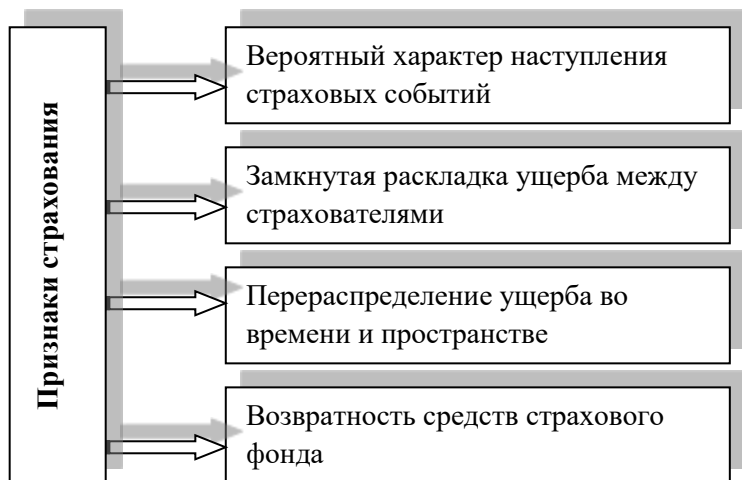 Признаки страхования
Вероятный характер наступления
страховых событий
Замкнутая раскладка ущерба между
страхователями
Перераспределение ущерба во
времени и пространстве
Возвратность средств страхового
фонда